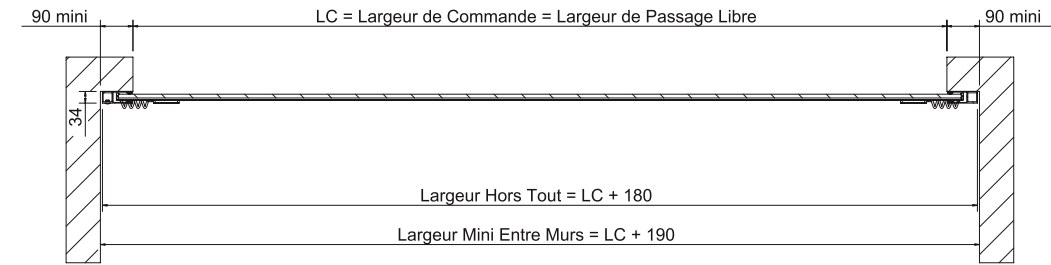 90 mini
LC = Largeur de Commande = Largeur de Passage Libre
90 mini
34
Largeur Hors Tout = LC + 180
Largeur Mini Entre Murs = LC + 190